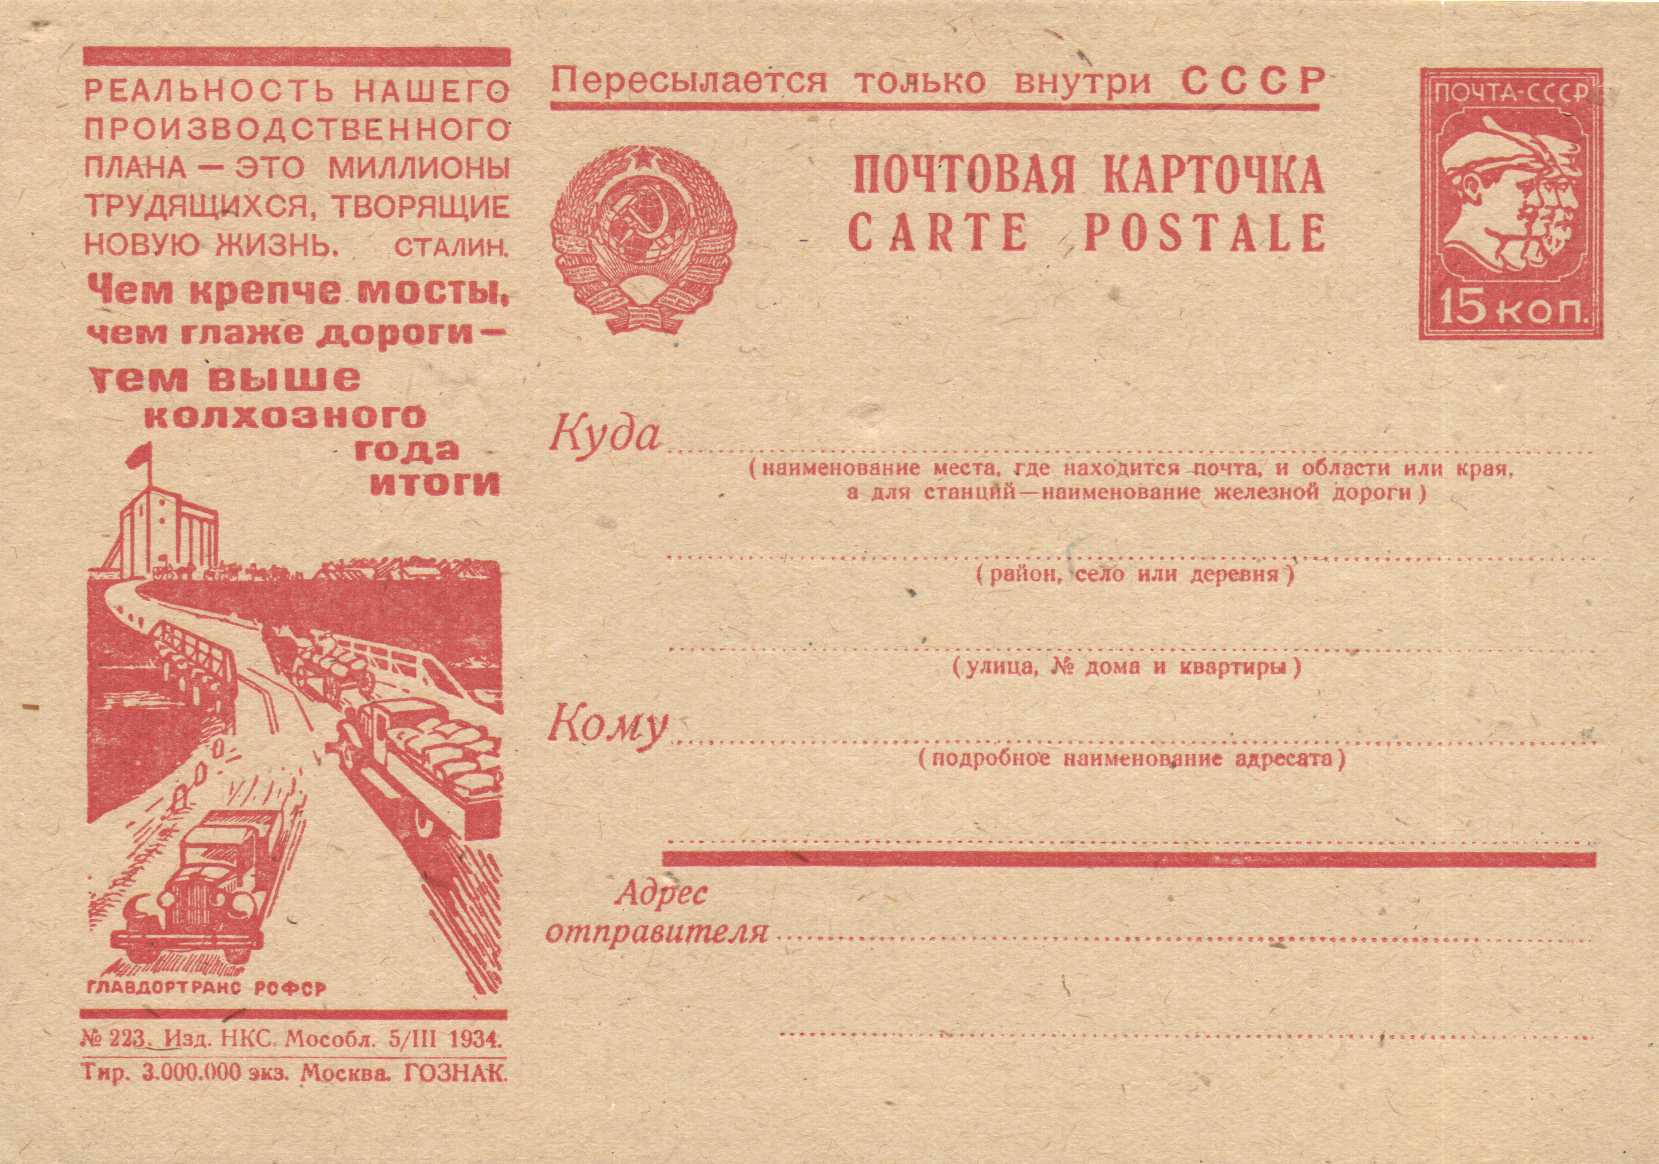 РЕАЛЬНОСТЬ НАШЕГО
ПРОИЗВОДСТВЕННОГО
ПЛАНА — ЭТО МИЛЛИОНЫ
ТРУДЯЩИХСЯ, ТВОРЯЩИЕ
НОВУЮ ЖИЗНЬ. СТАЛИН.
Чем крепче мосты,
чем глаже дороги —
тем выше
колхозного
года
итоги
ГЛАВДОРТРАНС РСФСР
№ 223. Изд. НКС. Мособл. 5/III 1934.
Тир. 3.000.000 экз. Москва. ГОЗНАК.
Пересылается только внутри СССР
ПОЧТОВАЯ КАРТОЧКА
CARTE POSTALE
ПОЧТА-СССР
15 КОП.
Куда
(наименование места, где находится почта, и области или края,
а для станций—наименование железной дороги)
(район, село или деревня)
(улица, № дома и квартиры)
Кому
(подробное наименование адресата)
Адрес
отправителя